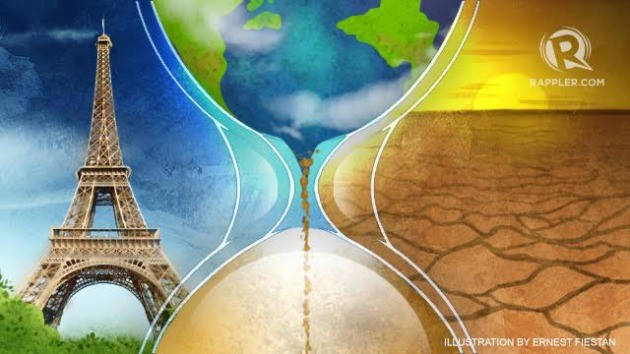 RAPPLER.COM
ILLUSTRATION BY ERNEST FIESTAN